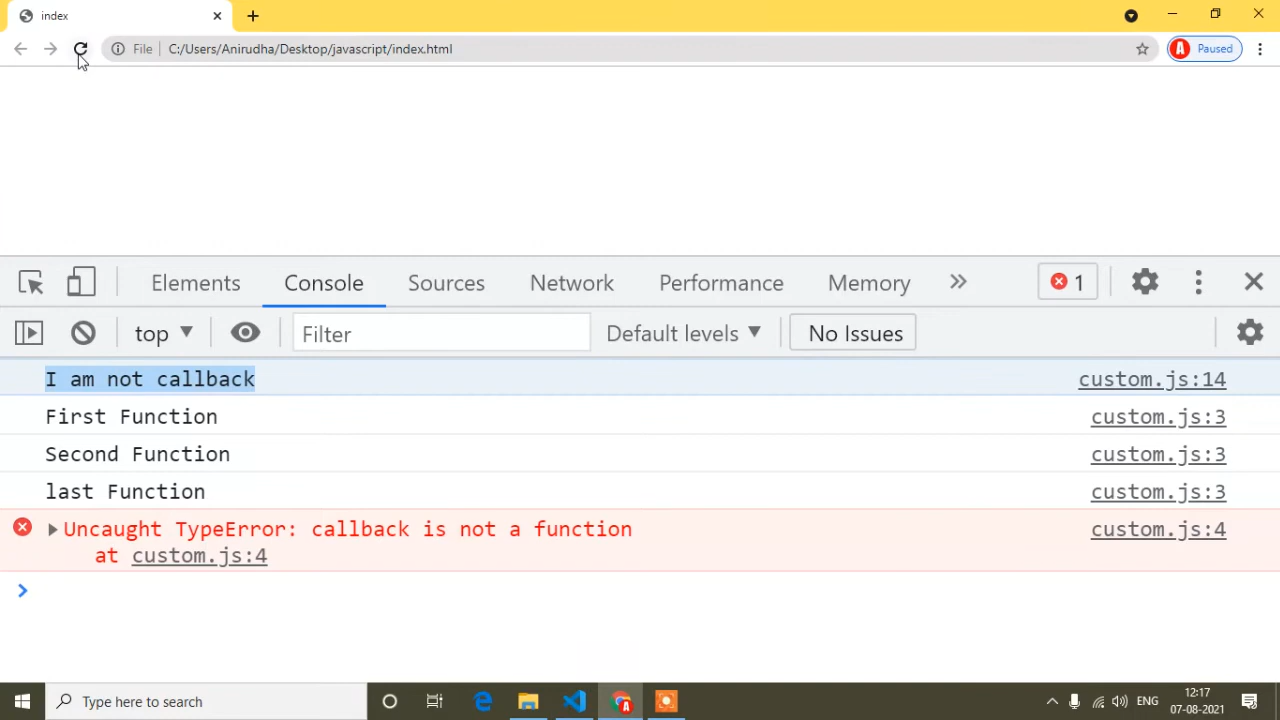 index
File C:/Users/Anirudha/Desktop/javascript/index.html
A Paused
Elements Console Sources Network Performance Memory 1
top Filter Default levels No Issues
I am not callback custom.js:14
First Function custom.js:3
Second Function custom.js:3
last Function custom.js:3
Uncaught TypeError: callback is not a function custom.js:4
at custom.js:4
Type here to search
A
ENG
12:17
07-08-2021